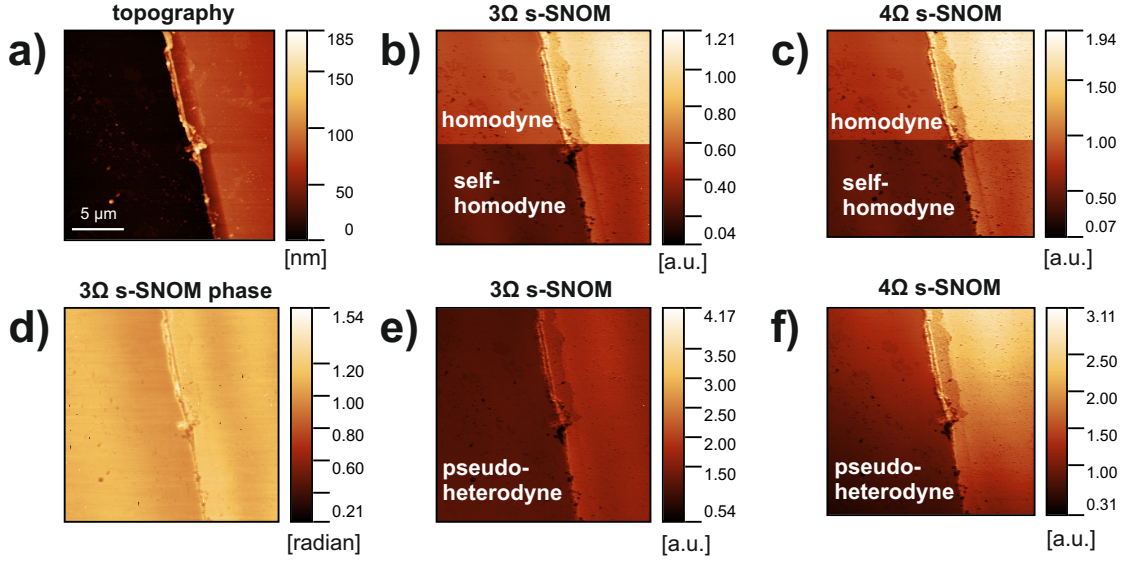 topography
a)
185
150
100
50
0
[nm]
5 µm
3Ω s-SNOM
b)
homodyne
self-
homodyne
1.21
1.00
0.80
0.60
0.40
0.04
[a.u.]
4Ω s-SNOM
c)
homodyne
self-
homodyne
1.94
1.50
1.00
0.50
0.07
[a.u.]
3Ω s-SNOM phase
d)
1.54
1.20
1.00
0.80
0.60
0.21
[radian]
3Ω s-SNOM
e)
pseudo-
heterodyne
4.17
3.50
3.00
2.50
2.00
1.50
0.54
[a.u.]
4Ω s-SNOM
f)
pseudo-
heterodyne
3.11
2.50
2.00
1.50
1.00
0.31
[a.u.]